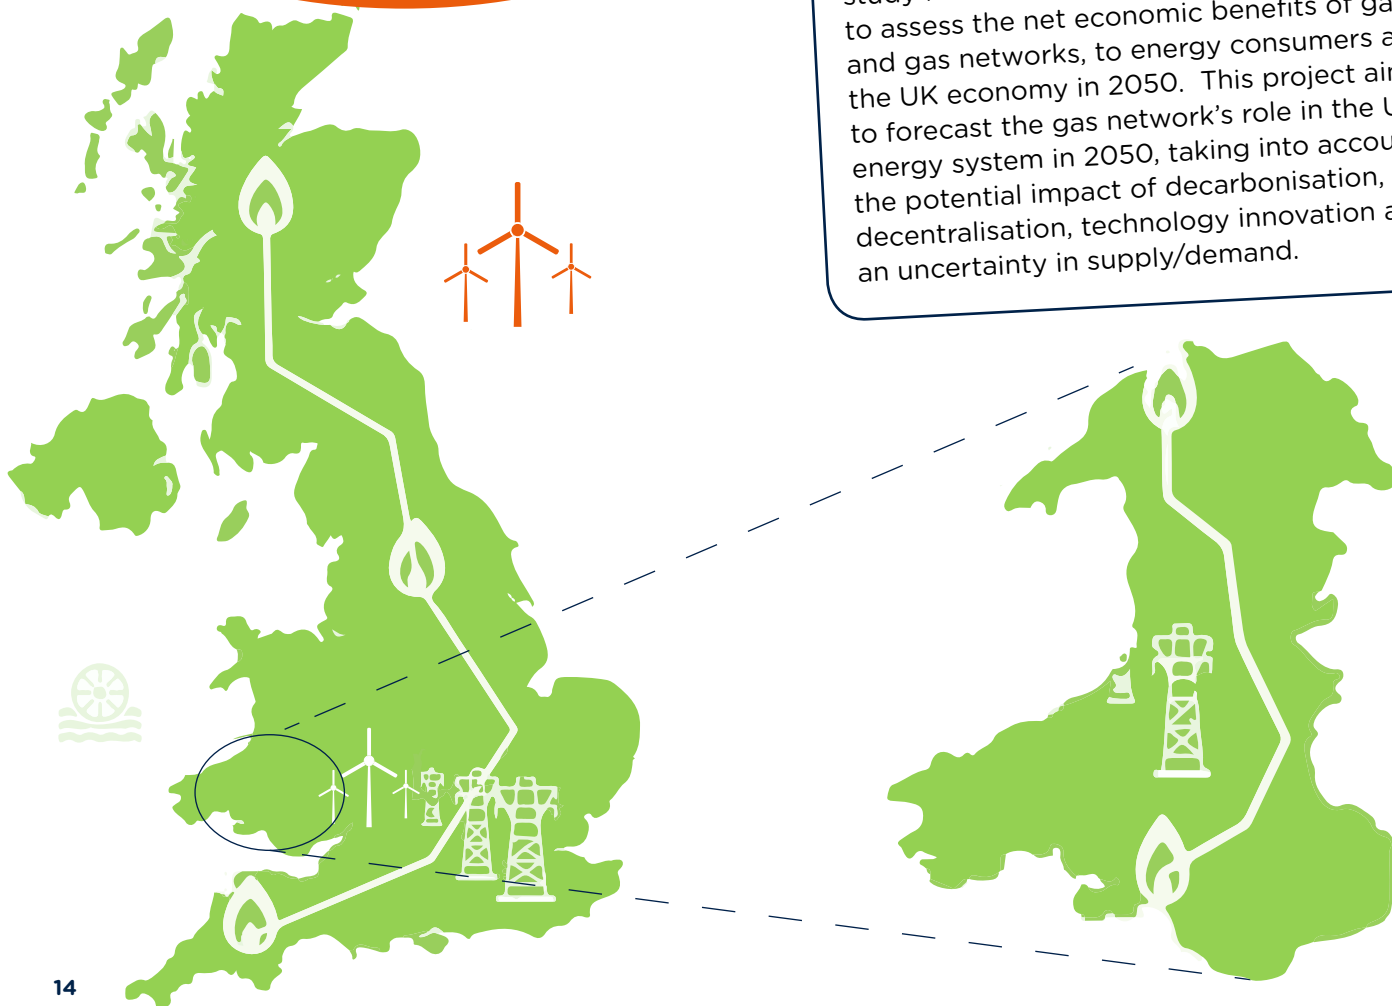 study
to assess the net economic benefits of
and gas networks, to energy consumers
the UK economy in 2050. This project
to forecast the gas network's role in the
energy system in 2050, taking into
the potential impact of decarbonisation,
decentralisation, technology innovation
an uncertainty in supply/demand.
14